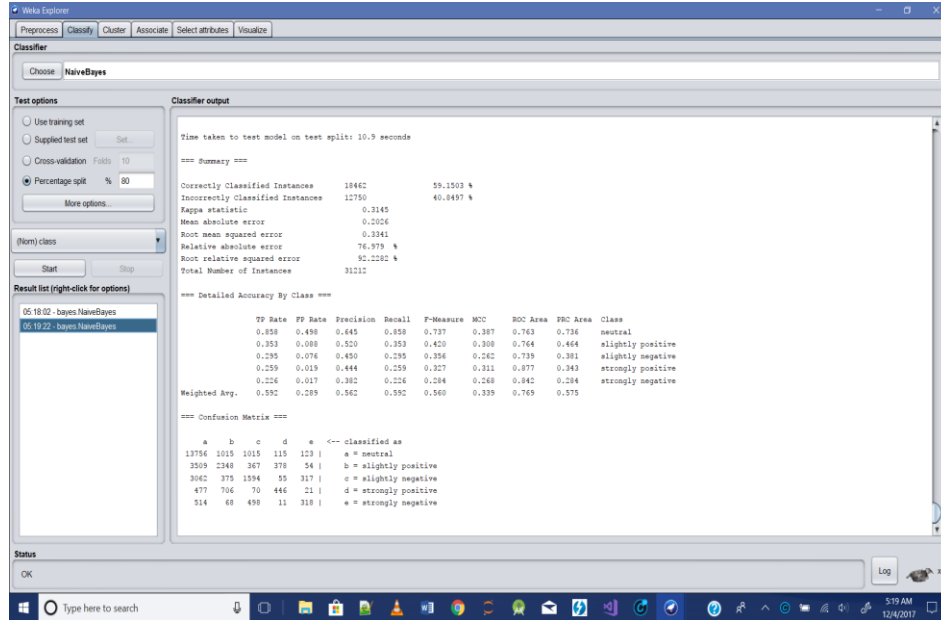 Weka Explorer
Preprocess Classify Cluster Associate Select attributes Visualize
Classifier
Choose NaiveBayes
Test options
Use training set
Supplied test set Set...
Cross-validation Folds 10
Percentage split % 80
More options...
(Nom) class
Start Stop
Result list (right-click for options)
05:18:02 - bayes.NaiveBayes
05:19:22 - bayes.NaiveBayes
Classifier output
Time taken to test model on test split: 10.9 seconds
=== Summary ===
Correctly Classified Instances 18462 59.1503 %
Incorrectly Classified Instances 12750 40.8497 %
Kappa statistic 0.3145
Mean absolute error 0.2026
Root mean squared error 0.3341
Relative absolute error 76.979 %
Root relative squared error 92.2282 %
Total Number of Instances 31212
=== Detailed Accuracy By Class ===
TP Rate FP Rate Precision Recall F-Measure MCC ROC Area PRC Area Class
0.858 0.498 0.645 0.858 0.737 0.387 0.763 0.736 neutral
0.353 0.088 0.520 0.353 0.420 0.308 0.764 0.464 slightly positive
0.295 0.076 0.450 0.295 0.356 0.262 0.739 0.381 slightly negative
0.259 0.019 0.444 0.259 0.327 0.311 0.877 0.343 strongly positive
0.226 0.017 0.382 0.226 0.284 0.268 0.842 0.284 strongly negative
Weighted Avg. 0.592 0.289 0.562 0.592 0.560 0.339 0.769 0.575
=== Confusion Matrix ===
a b c d e <-- classified as
13756 1015 1015 115 123 | a = neutral
3509 2348 367 378 54 | b = slightly positive
3062 375 1594 55 317 | c = slightly negative
477 706 70 446 21 | d = strongly positive
514 68 498 11 318 | e = strongly negative
Status
OK
Log
x
Type here to search
5:19 AM
12/4/2017